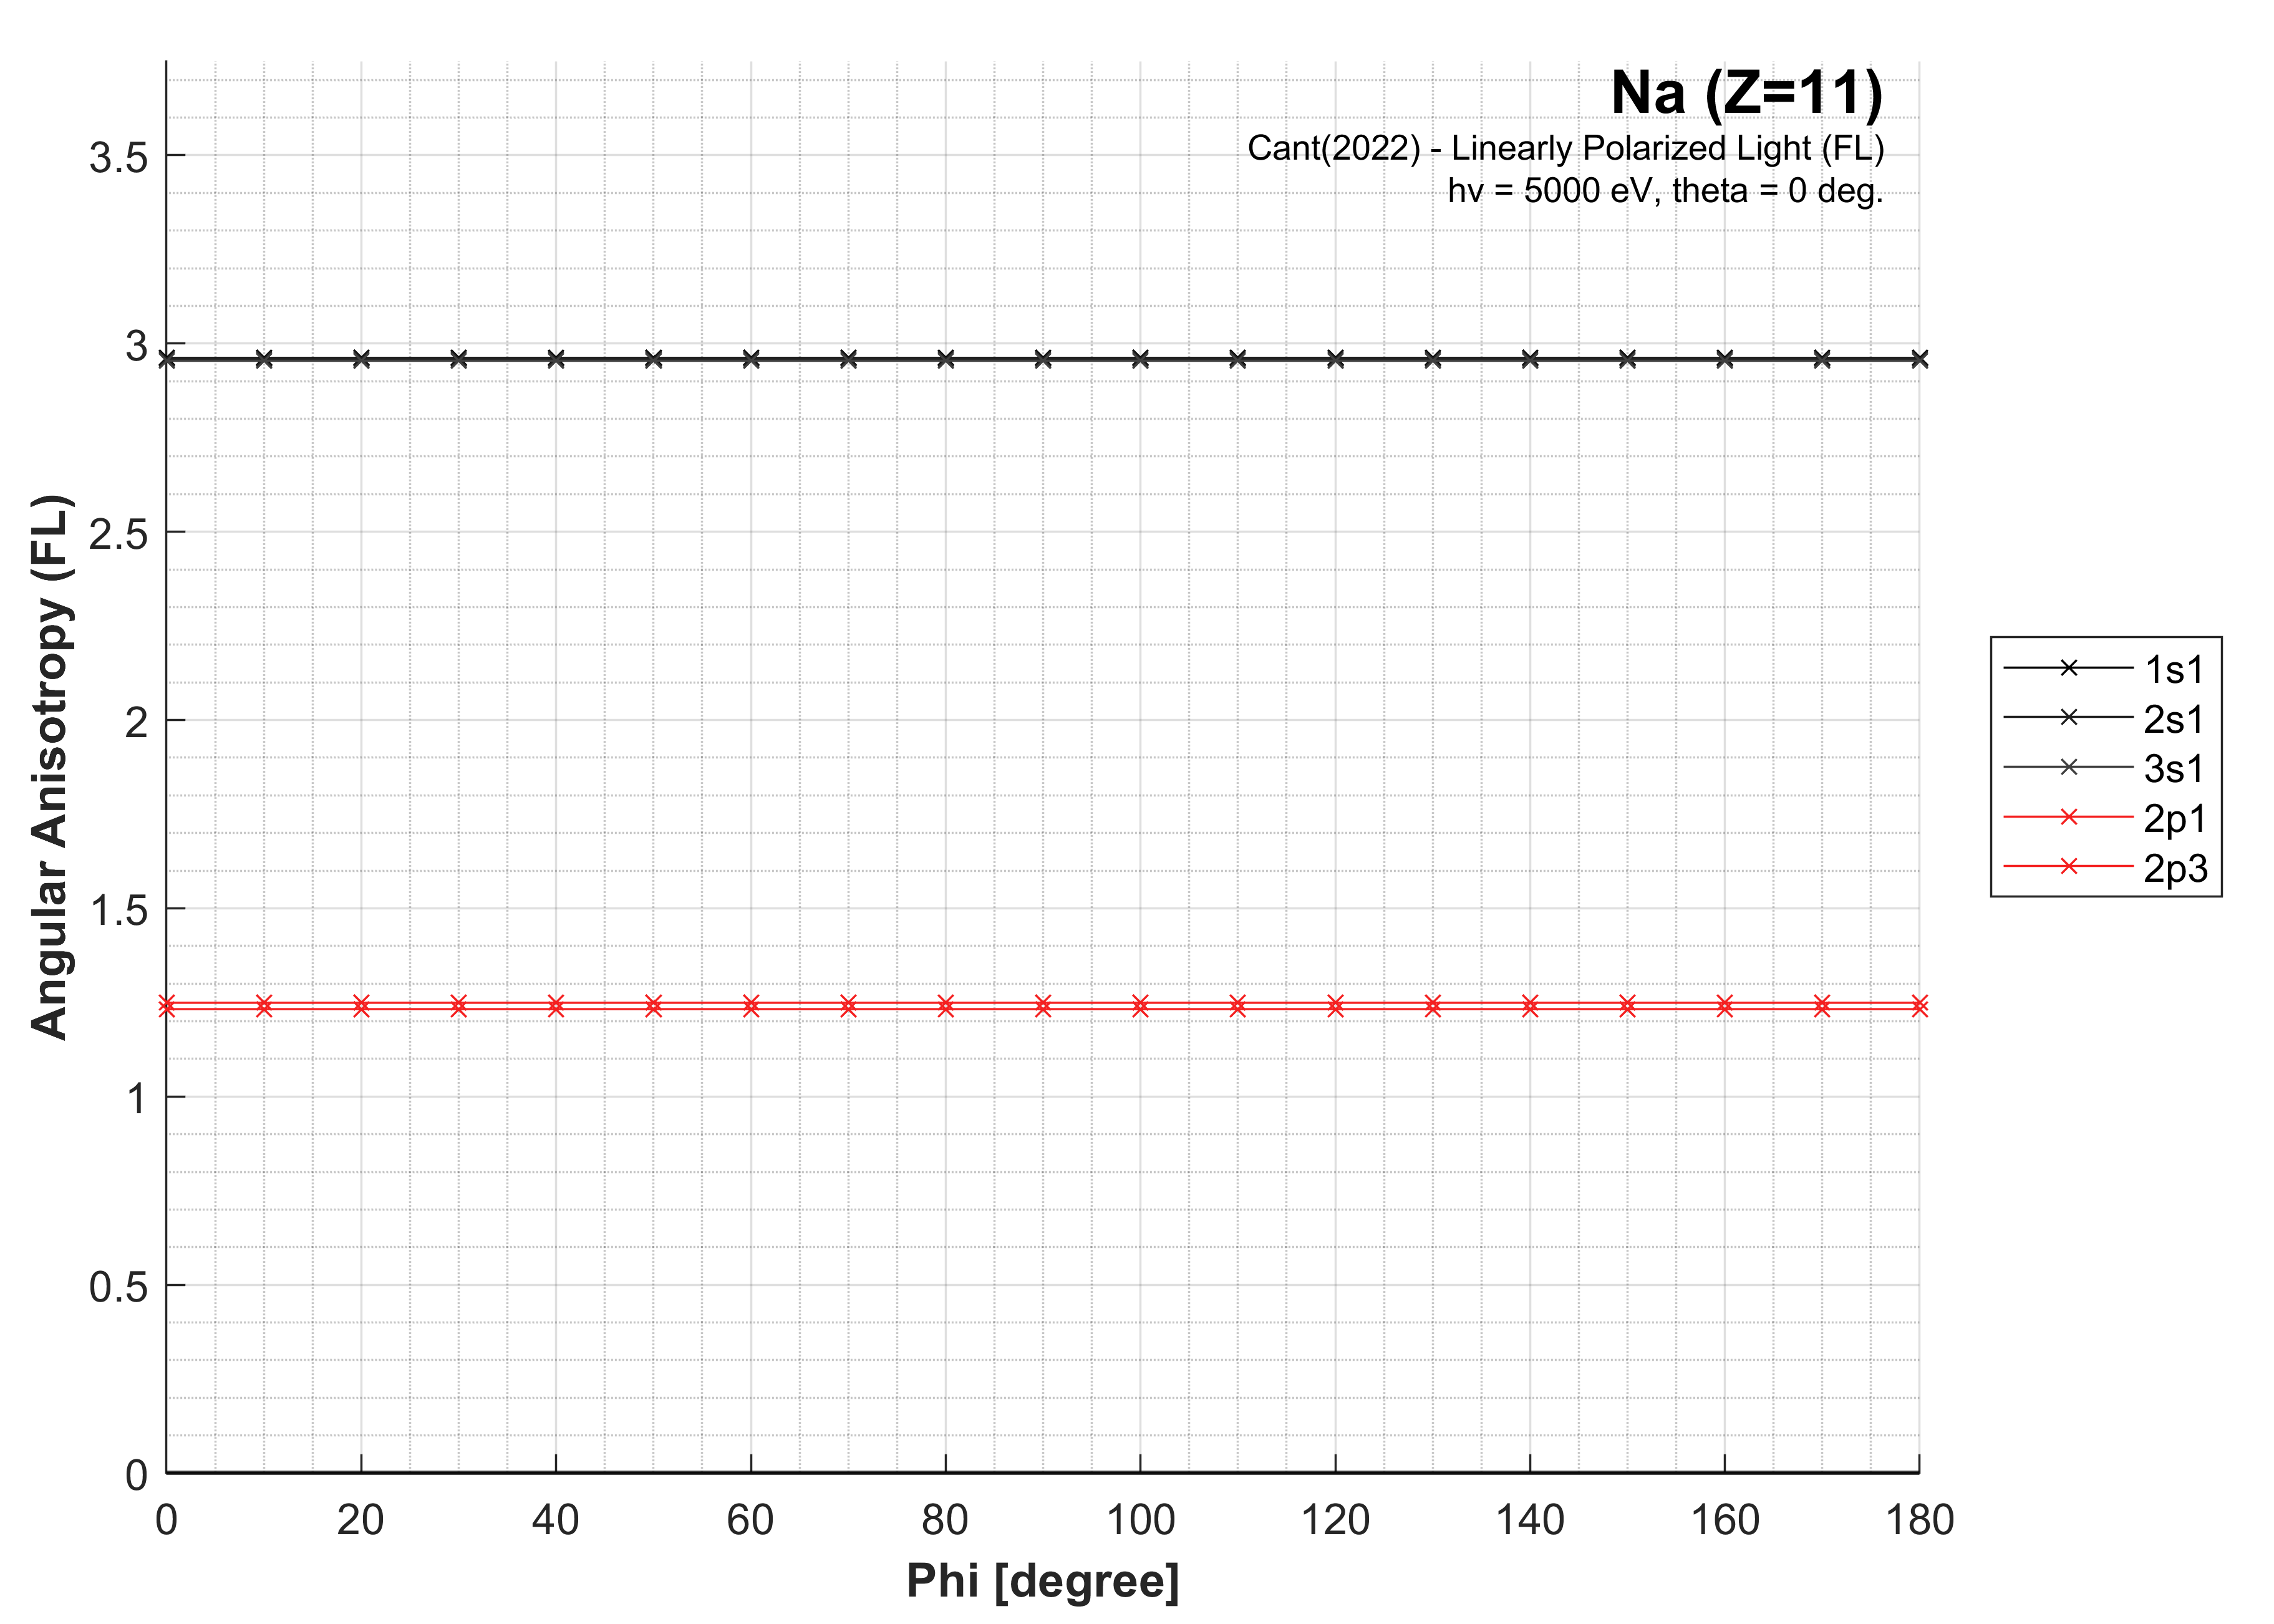 Na (Z=11)
Cant(2022) - Linearly Polarized Light (FL)
hv = 5000 eV, theta = 0 deg.
Angular Anisotropy (FL)
3.5
3
2.5
2
1.5
1
0.5
0
0 20 40 60 80 100 120 140 160 180
Phi [degree]
1s1
2s1
3s1
2p1
2p3